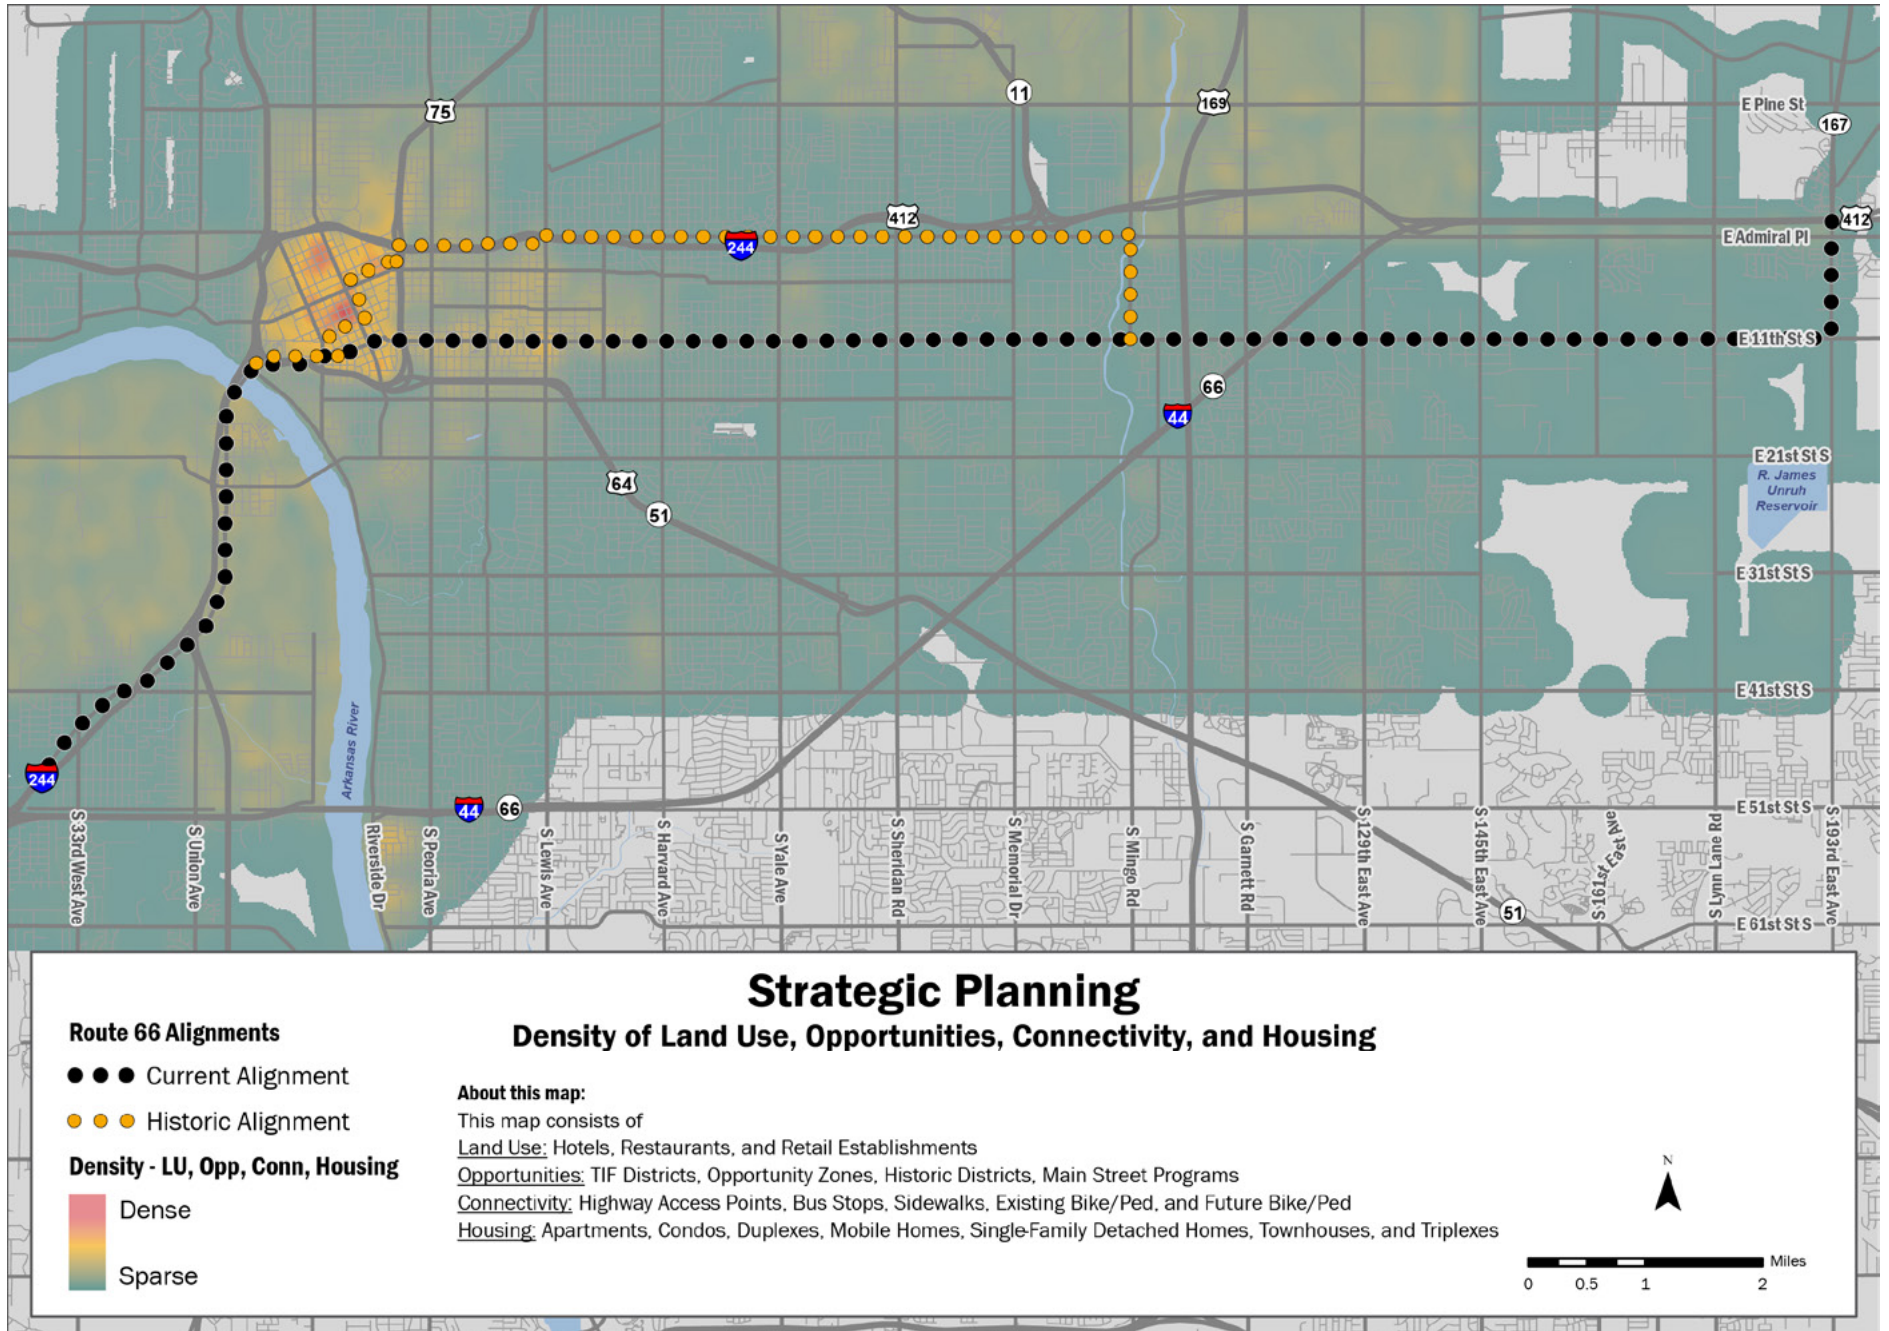 75
11
169
E Pine St
167
412
412
E Admiral Pl
244
E 11th St S
66
44
E 21st St S
R. James
Unruh
Reservoir
64
51
E 31st St S
E 41st St S
Arkansas River
244
44
66
E 51st St S
S 33rd West Ave
S Union Ave
Riverside Dr
S Peoria Ave
S Lewis Ave
S Harvard Ave
S Yale Ave
S Sheridan Rd
S Memorial Dr
S Mingo Rd
S Garnett Rd
S 129th East Ave
S 145th East Ave
S 161st East Ave
S Lynn Lane Rd
S 193rd East Ave
51
E 61st St S
Strategic Planning
Density of Land Use, Opportunities, Connectivity, and Housing
Route 66 Alignments
Current Alignment
Historic Alignment
Density - LU, Opp, Conn, Housing
Dense
Sparse
About this map:
This map consists of
Land Use: Hotels, Restaurants, and Retail Establishments
Opportunities: TIF Districts, Opportunity Zones, Historic Districts, Main Street Programs
Connectivity: Highway Access Points, Bus Stops, Sidewalks, Existing Bike/Ped, and Future Bike/Ped
Housing: Apartments, Condos, Duplexes, Mobile Homes, Single-Family Detached Homes, Townhouses, and Triplexes
N
Miles
0 0.5 1 2